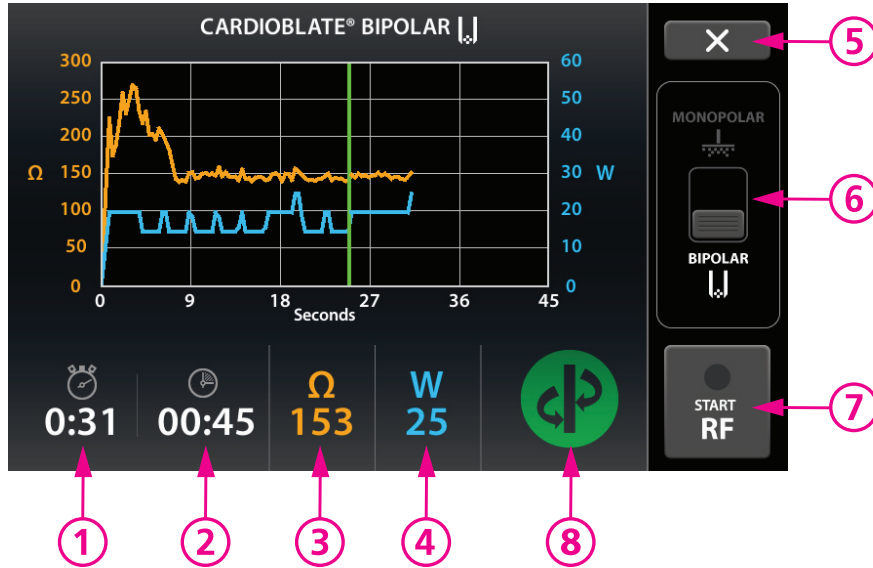 CARDIOBLATE® BIPOLAR
300
250
200
150
100
50
0
Ω
60
50
40
30
20
10
0
W
0 9 18 27 36 45
Seconds
0:31
00:45
Ω
153
W
25
MONOPOLAR
BIPOLAR
START
RF
1
2
3
4
8
5
6
7